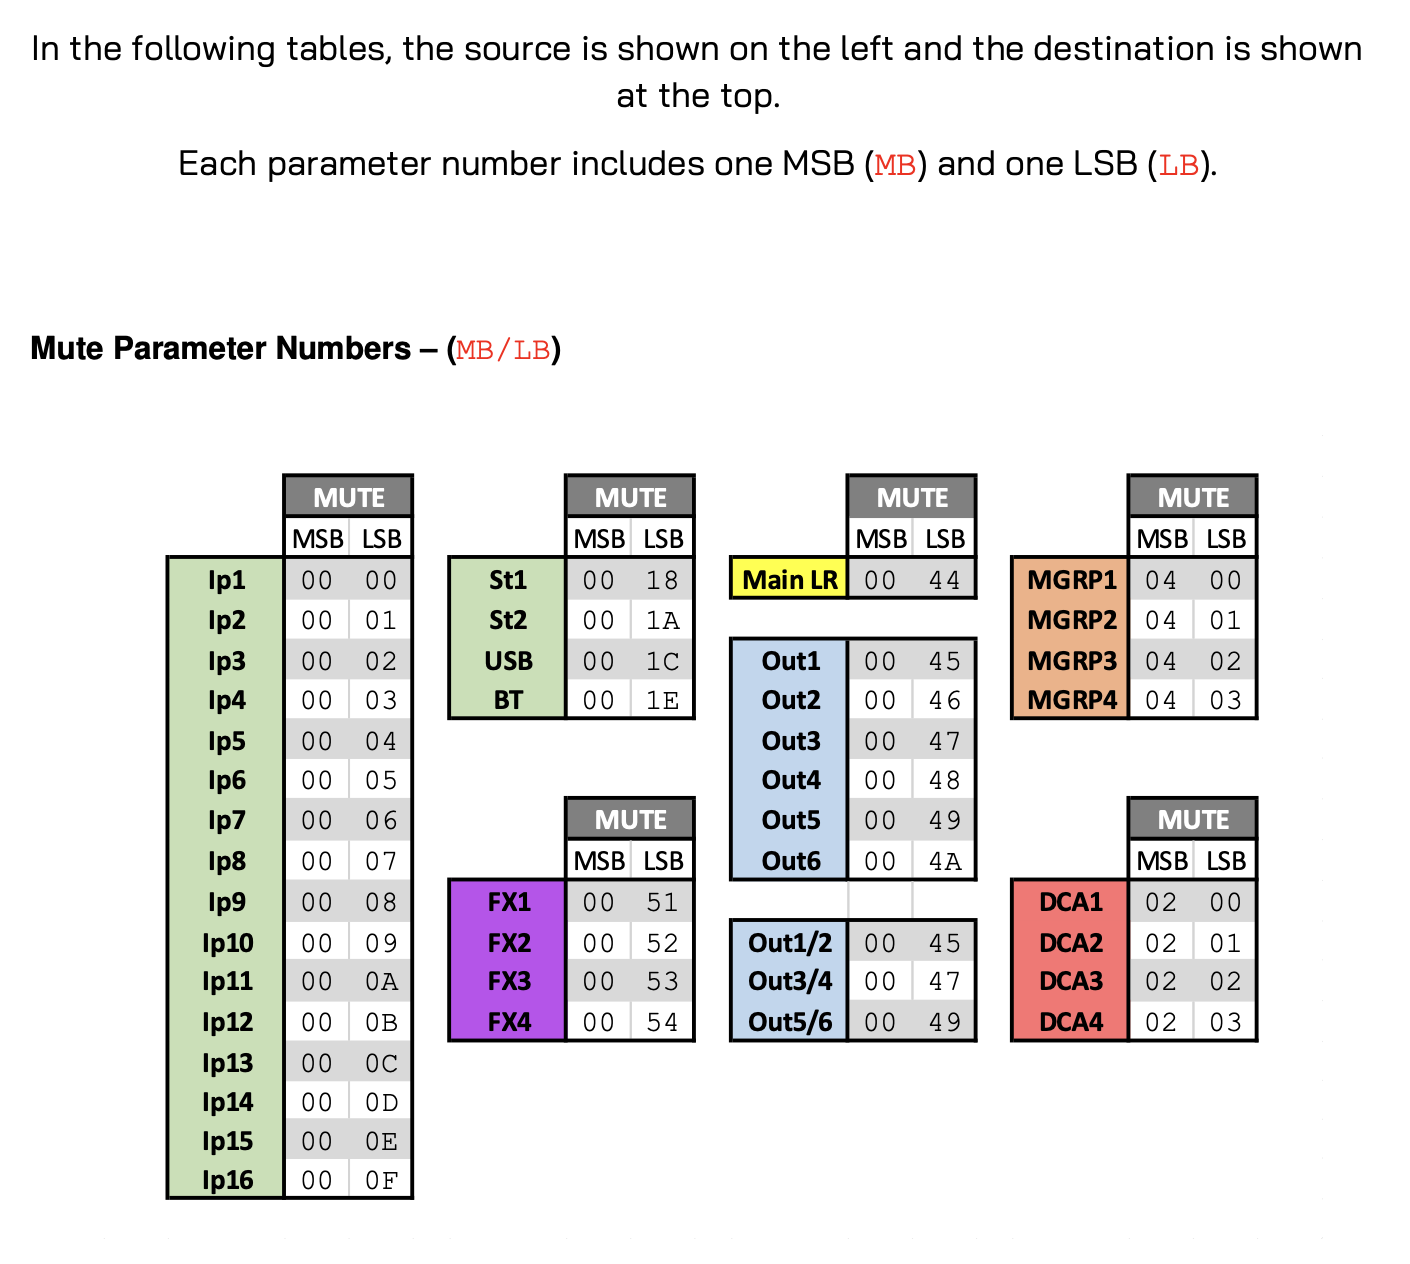 In the following tables, the source is shown on the left and the destination is shown
at the top.
Each parameter number includes one MSB (MB) and one LSB (LB).
Mute Parameter Numbers – (MB/LB)
MUTE
MSB LSB
Ip1 00 00
Ip2 00 01
Ip3 00 02
Ip4 00 03
Ip5 00 04
Ip6 00 05
Ip7 00 06
Ip8 00 07
Ip9 00 08
Ip10 00 09
Ip11 00 0A
Ip12 00 0B
Ip13 00 0C
Ip14 00 0D
Ip15 00 0E
Ip16 00 0F
MUTE
MSB LSB
St1 00 18
St2 00 1A
USB 00 1C
BT 00 1E
MUTE
MSB LSB
FX1 00 51
FX2 00 52
FX3 00 53
FX4 00 54
MUTE
MSB LSB
Main LR 00 44
Out1 00 45
Out2 00 46
Out3 00 47
Out4 00 48
Out5 00 49
Out6 00 4A
Out1/2 00 45
Out3/4 00 47
Out5/6 00 49
MUTE
MSB LSB
MGRP1 04 00
MGRP2 04 01
MGRP3 04 02
MGRP4 04 03
MUTE
MSB LSB
DCA1 02 00
DCA2 02 01
DCA3 02 02
DCA4 02 03